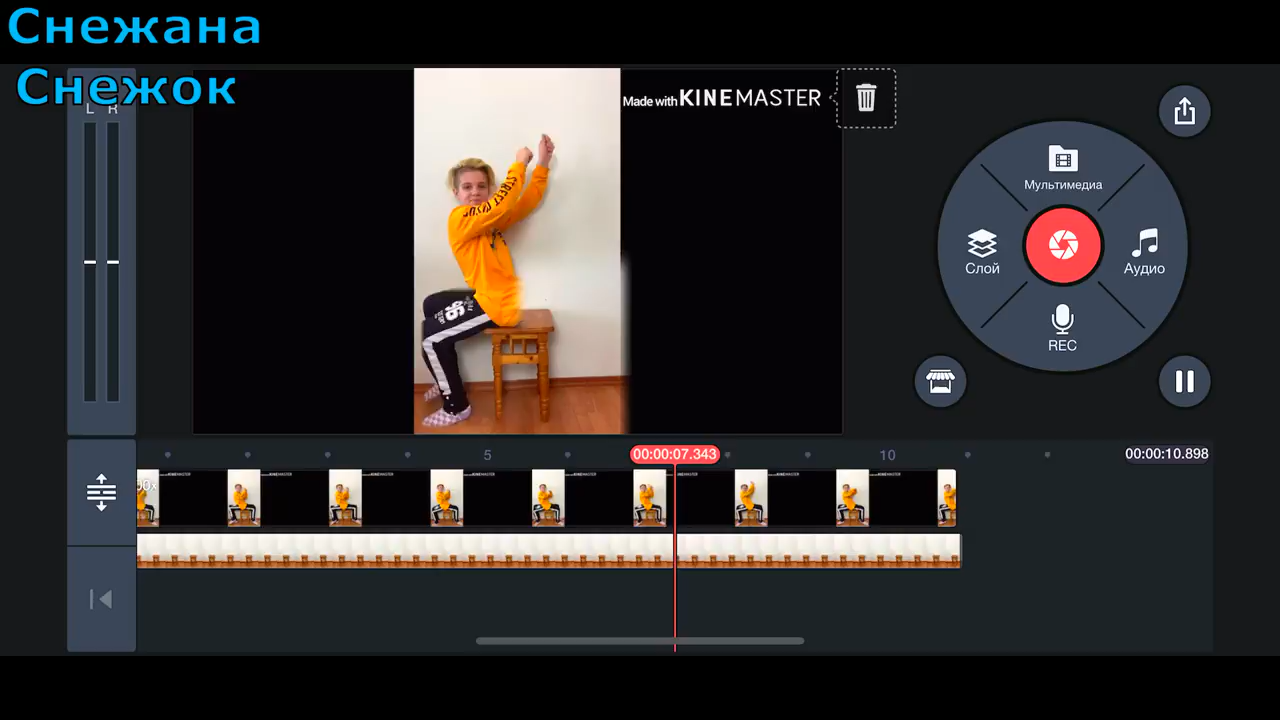 Снежана
Снежок
L R
Made with KINEMASTER
Мультимедиа
Слой
Аудио
REC
5
00:00:07.343
10
00:00:10.898